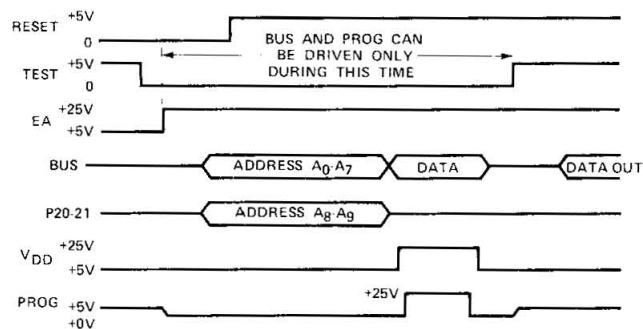 RESET +5V
0
BUS AND PROG CAN
BE DRIVEN ONLY
DURING THIS TIME
TEST +5V
0
EA +25V
+5V
BUS ADDRESS A0-A7 DATA DATA OUT
P20-21 ADDRESS A8-A9
VDD +25V
+5V
PROG +5V +25V
+0V